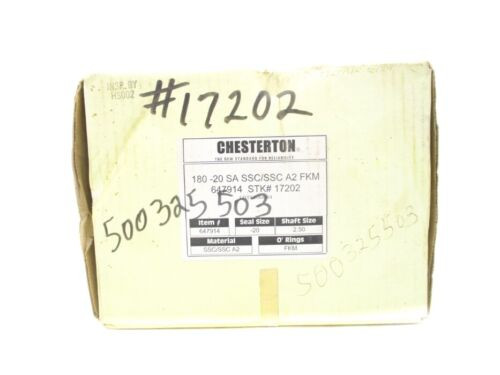 INSP. BY
HS002
#17202
CHESTERTON
THE NEW STANDARD FOR RELIABILITY
180 -20 SA SSC/SSC A2 FKM
647914 STK# 17202
500325503
Item # Seal Size Shaft Size
647914 -20 2.50
Material O' Rings
SSC/SSC A2 FKM
500325503